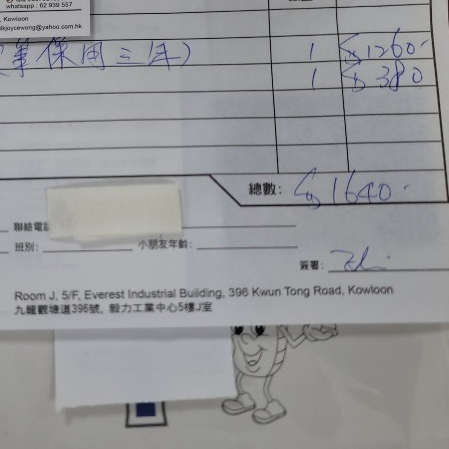 whatsapp : 62 939 557
, Kowloon
ilkjoycewong@yahoo.com.hk
(單保用三年) 1 $1260.
1 $380
總數: $1640.
聯絡電話
班別: 小朋友年齡:
簽署:
Room J, 5/F, Everest Industrial Building, 396 Kwun Tong Road, Kowloon
九龍觀塘道396號, 毅力工業中心5樓J室